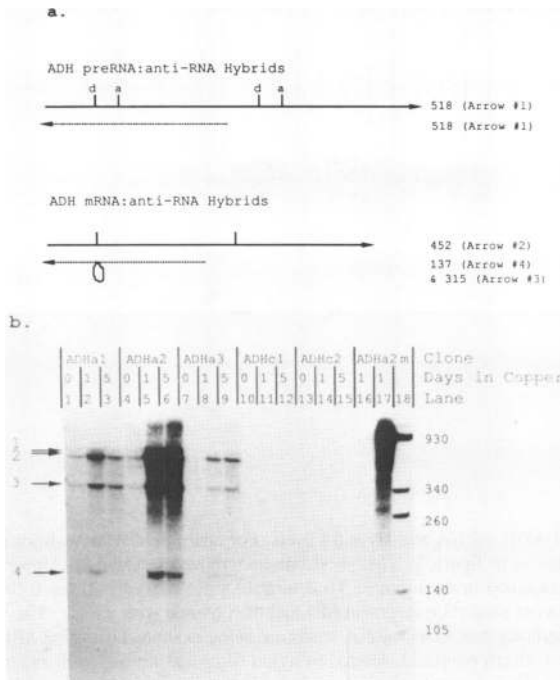 a.
ADH preRNA:anti-RNA Hybrids
d a d a
518 (Arrow #1)
518 (Arrow #1)
ADH mRNA:anti-RNA Hybrids
452 (Arrow #2)
137 (Arrow #4)
& 315 (Arrow #3)
b.
ADHa1 ADHa2 ADHa3 ADHc1 ADHc2 ADHa2 m Clone
0 1 5 0 1 5 0 1 5 0 1 5 0 1 5 1 1 Days in Copper
1 2 3 4 5 6 7 8 9 10 11 12 13 14 15 16 17 18 Lane
1
2
3
4
930
340
260
140
105